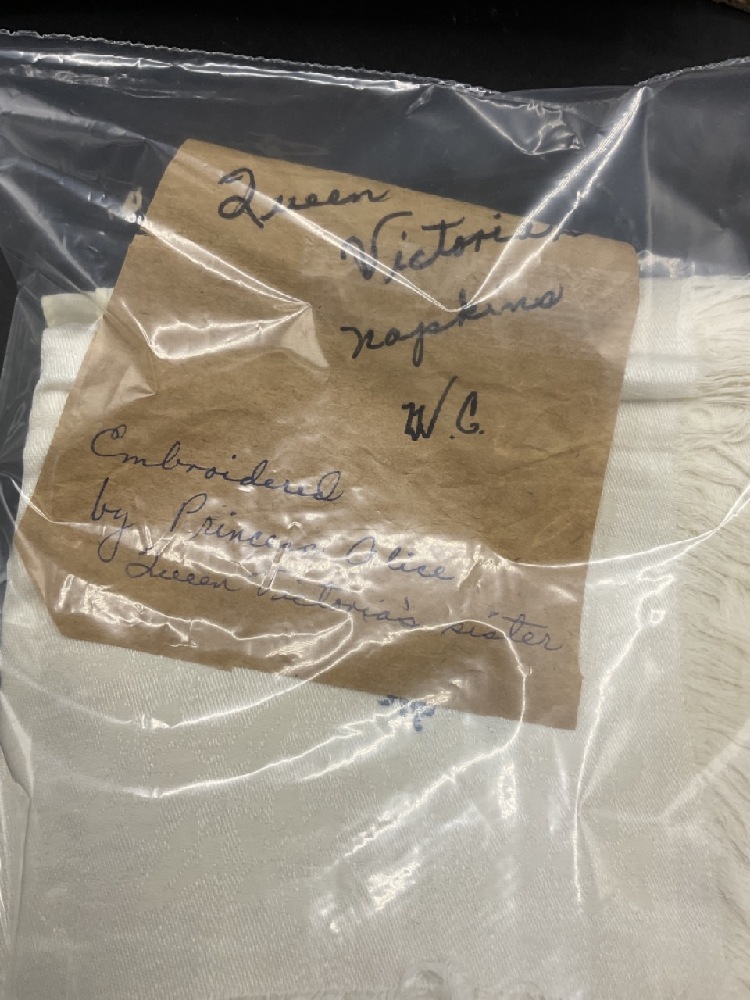 Queen
Victoria
napkins
W.C.
Embroidered
by Princess Alice
Queen Victoria's sister